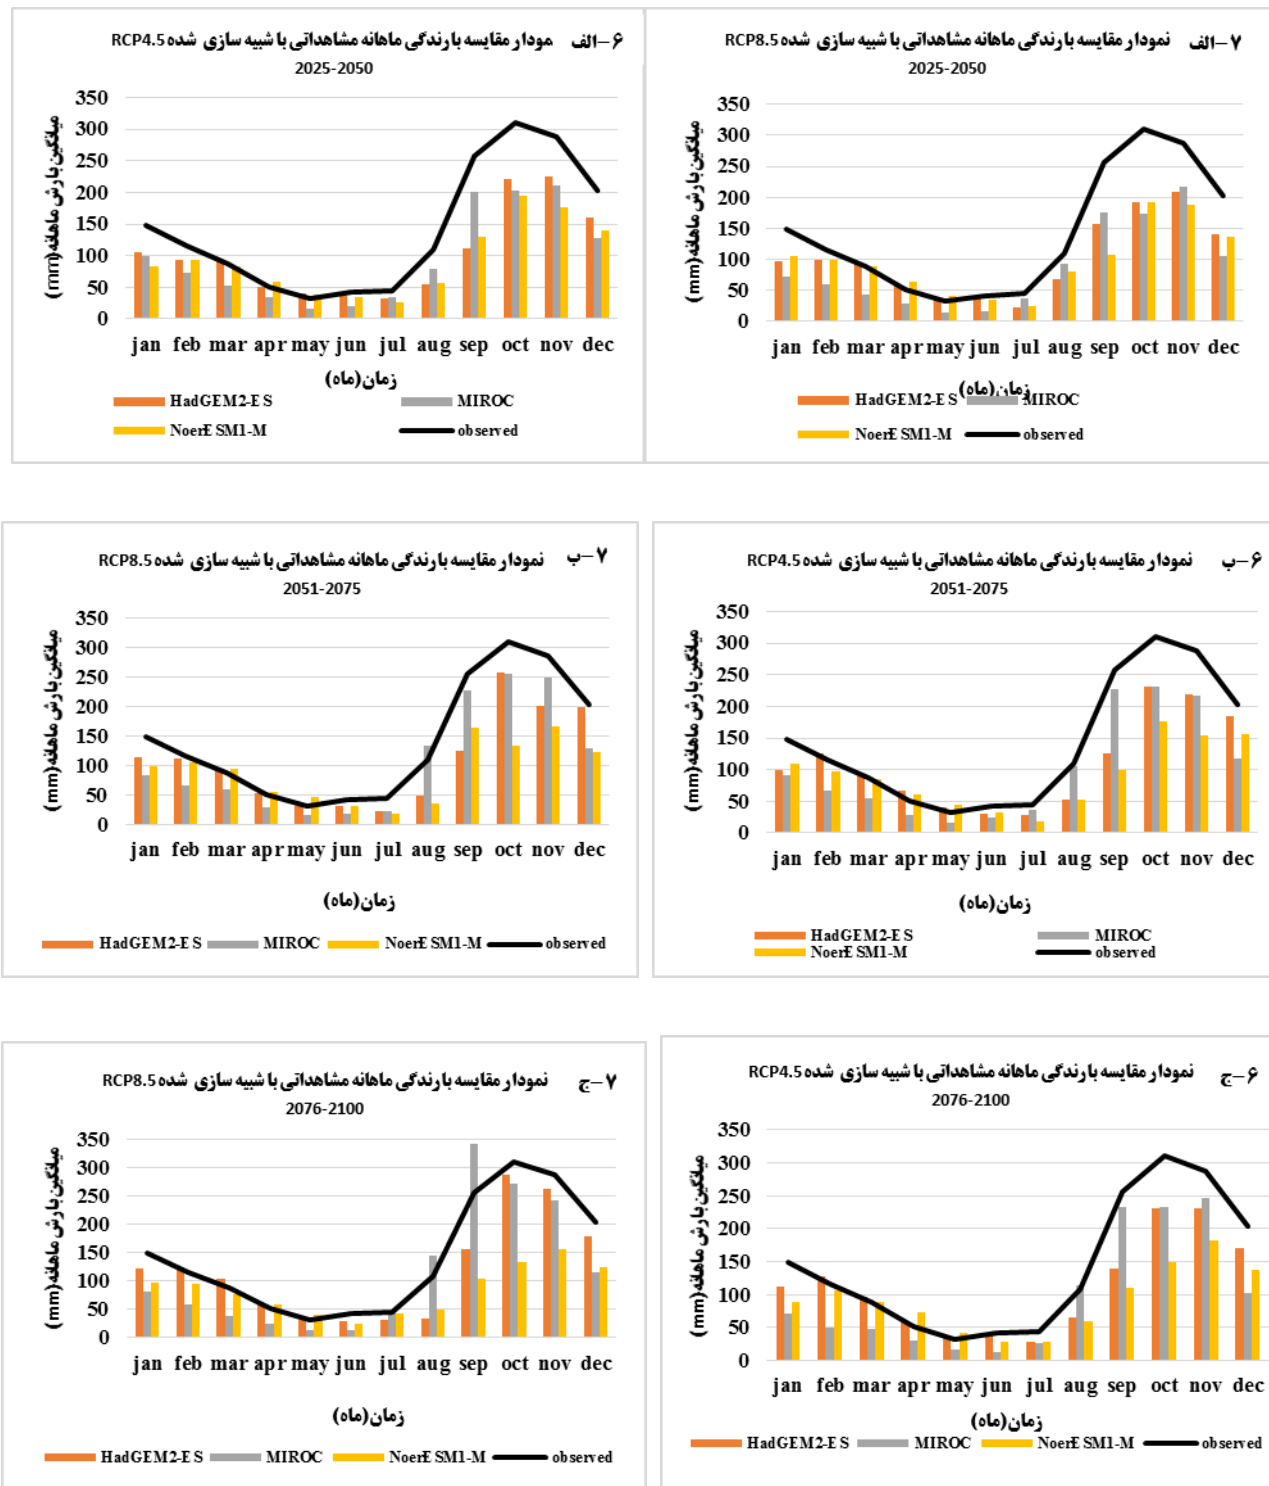 ۶-الف مودار مقایسه بارندگی ماهانه مشاهداتی با شبیه سازی شده RCP4.5
2025-2050
میانگین بارش ماهانه(mm)
350
300
250
200
150
100
50
0
jan feb mar apr may jun jul aug sep oct nov dec
زمان(ماه)
HadGEM2-ES MIROC
NoerESM1-M observed
۷-الف نمودار مقایسه بارندگی ماهانه مشاهداتی با شبیه سازی شده RCP8.5
2025-2050
میانگین بارش ماهانه(mm)
350
300
250
200
150
100
50
0
jan feb mar apr may jun jul aug sep oct nov dec
زمان(ماه)
HadGEM2-ES MIROC
NoerESM1-M observed
۷-ب نمودار مقایسه بارندگی ماهانه مشاهداتی با شبیه سازی شده RCP8.5
2051-2075
میانگین بارش ماهانه(mm)
350
300
250
200
150
100
50
0
jan feb mar apr may jun jul aug sep oct nov dec
زمان(ماه)
HadGEM2-ES MIROC NoerESM1-M observed
۶-ب نمودار مقایسه بارندگی ماهانه مشاهداتی با شبیه سازی شده RCP4.5
2051-2075
میانگین بارش ماهانه(mm)
350
300
250
200
150
100
50
0
jan feb mar apr may jun jul aug sep oct nov dec
زمان(ماه)
HadGEM2-ES MIROC
NoerESM1-M observed
۷-ج نمودار مقایسه بارندگی ماهانه مشاهداتی با شبیه سازی شده RCP8.5
2076-2100
میانگین بارش ماهانه(mm)
350
300
250
200
150
100
50
0
jan feb mar apr may jun jul aug sep oct nov dec
زمان(ماه)
HadGEM2-ES MIROC NoerESM1-M observed
۶-ج نمودار مقایسه بارندگی ماهانه مشاهداتی با شبیه سازی شده RCP4.5
2076-2100
میانگین بارش ماهانه(mm)
350
300
250
200
150
100
50
0
jan feb mar apr may jun jul aug sep oct nov dec
زمان(ماه)
HadGEM2-ES MIROC NoerESM1-M observed